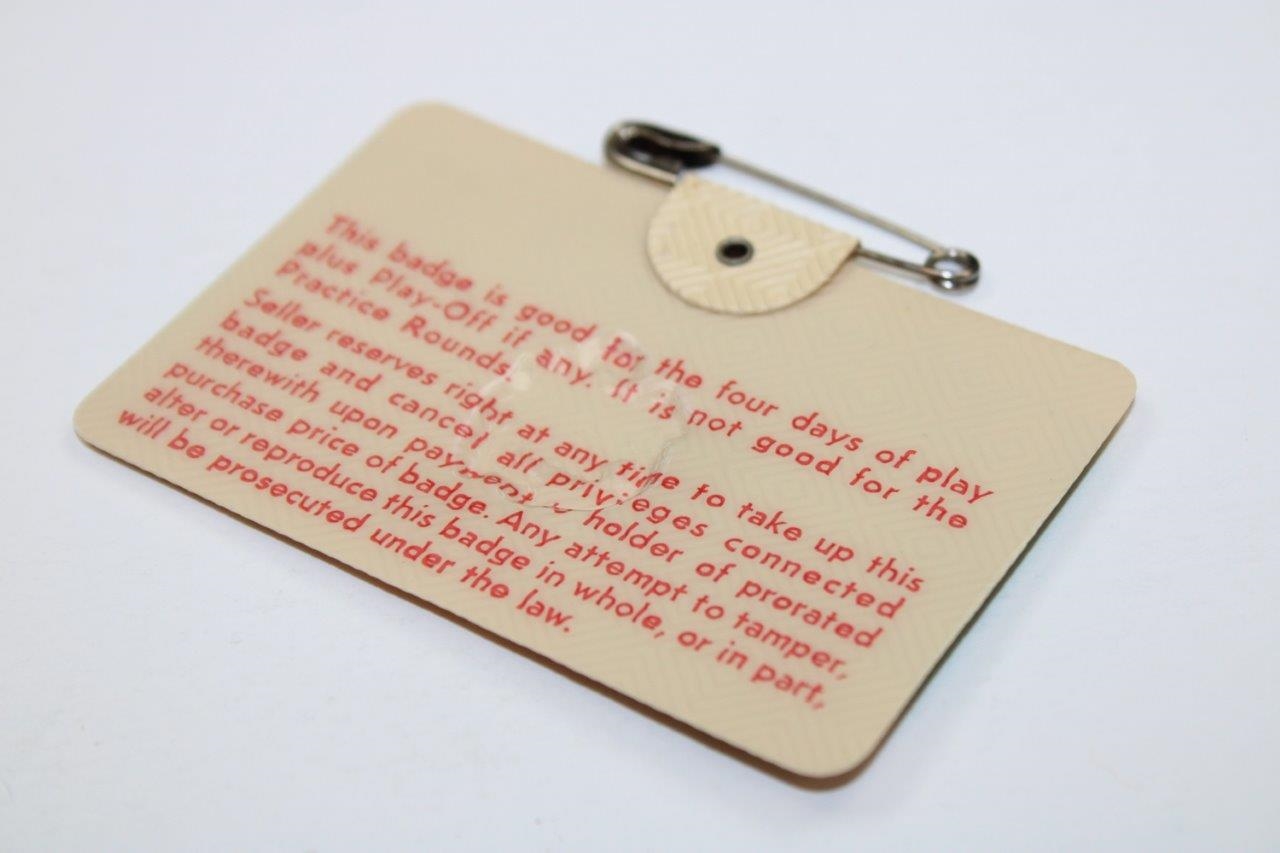 This badge is good for the four days of play
plus Play-Off if any. It is not good for the
Practice Rounds.
Seller reserves right at any time to take up this
badge and cancel all privileges connected
therewith upon payment to holder of prorated
purchase price of badge. Any attempt to tamper,
alter or reproduce this badge in whole, or in part,
will be prosecuted under the law.